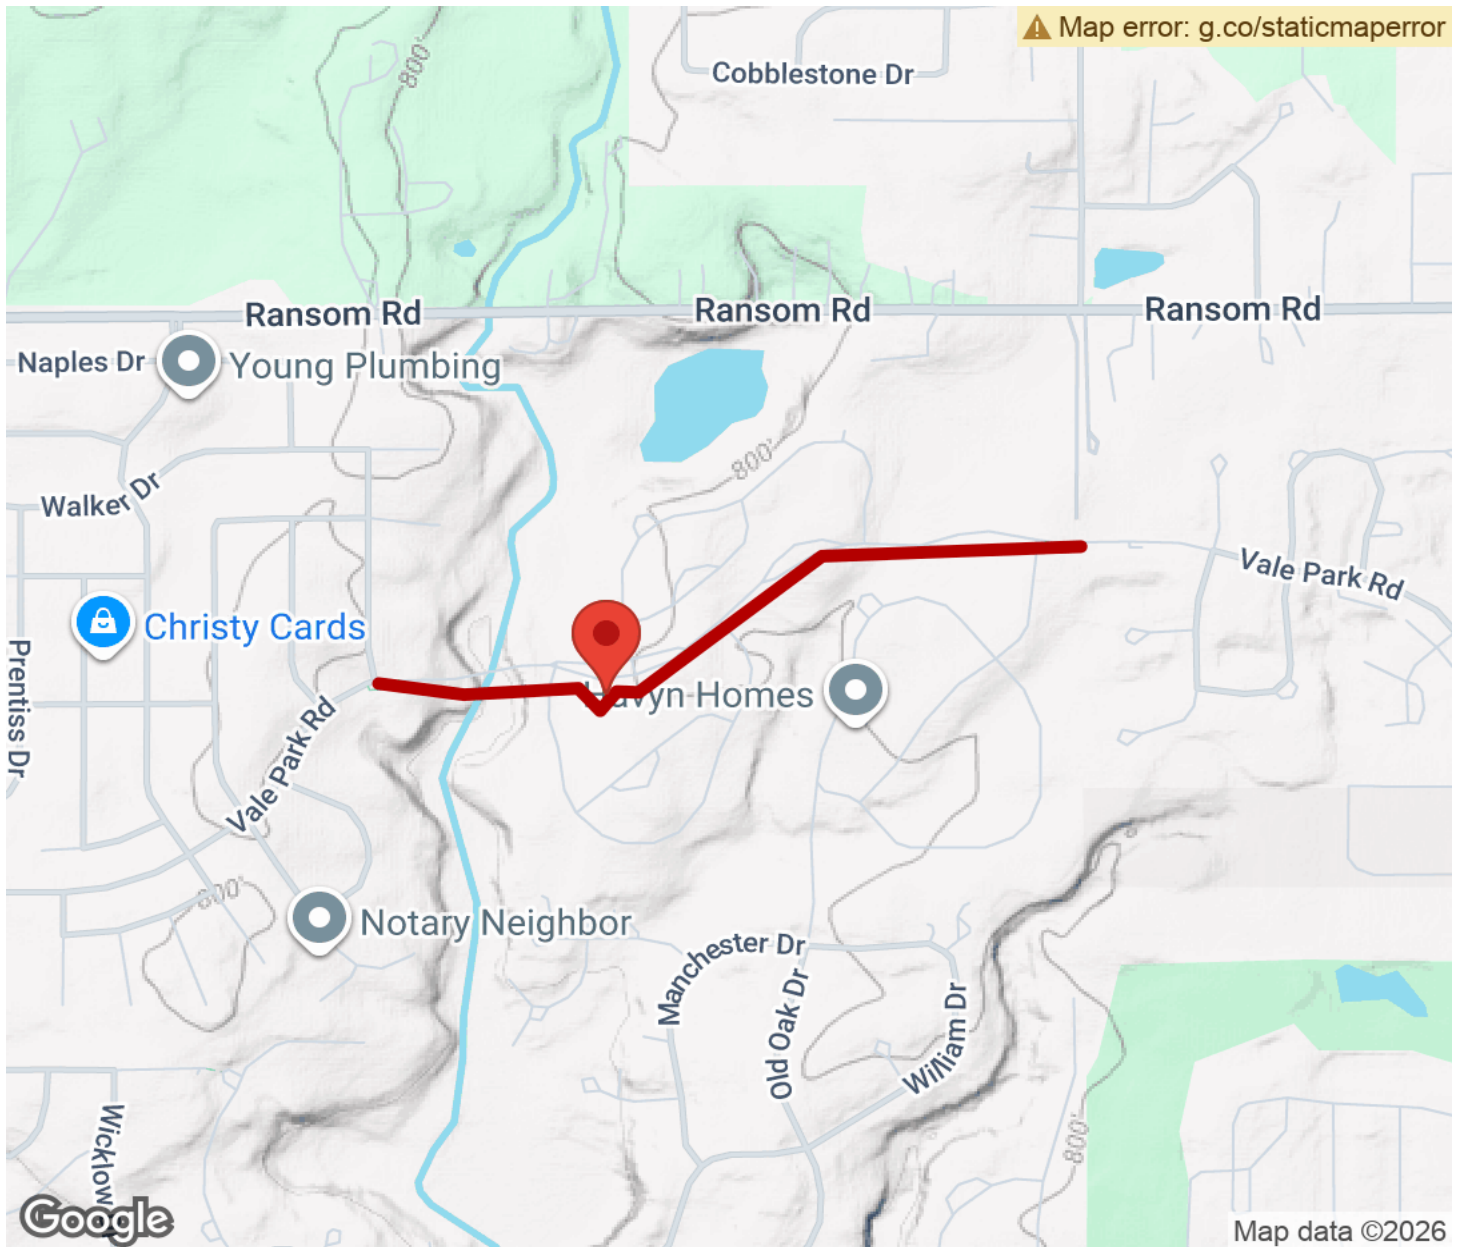 Map error: g.co/staticmaperror
800'
Cobblestone Dr
Ransom Rd
Ransom Rd
Ransom Rd
Naples Dr
Young Plumbing
800'
Walker Dr
Vale Park Rd
Christy Cards
Prentiss Dr
Homes
Vale Park Rd
800'
Notary Neighbor
Manchester Dr
Old Oak Dr
William Dr
800'
Google
Map data ©2026